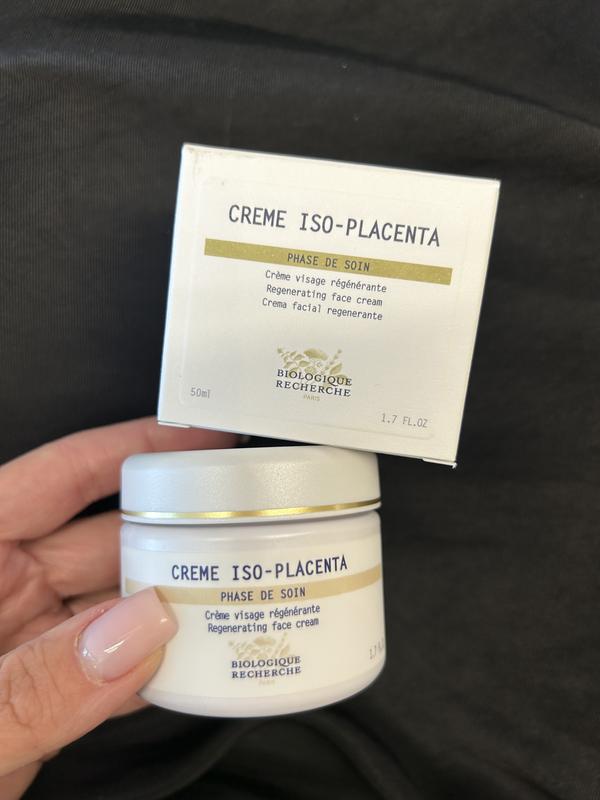 CREME ISO-PLACENTA
PHASE DE SOIN
Crème visage régénérante
Regenerating face cream
Crema facial regenerante
BIOLOGIQUE
RECHERCHE
PARIS
50ml
1.7 FL.OZ
CREME ISO-PLACENTA
PHASE DE SOIN
Crème visage régénérante
Regenerating face cream
BIOLOGIQUE
RECHERCHE
PARIS